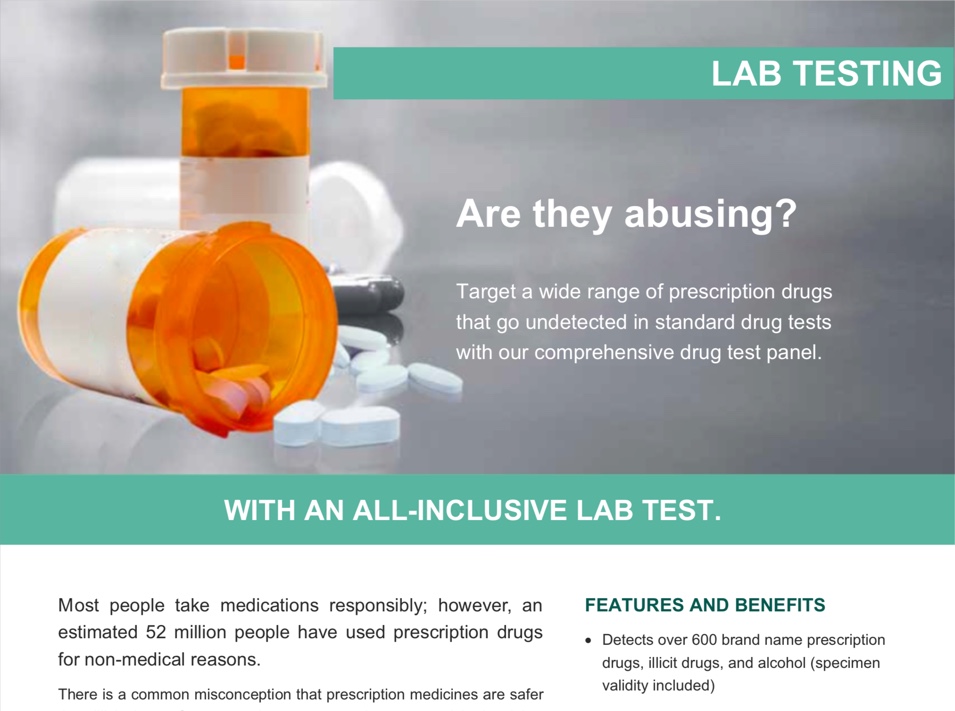 LAB TESTING
Are they abusing?
Target a wide range of prescription drugs
that go undetected in standard drug tests
with our comprehensive drug test panel.
WITH AN ALL-INCLUSIVE LAB TEST.
Most people take medications responsibly; however, an
estimated 52 million people have used prescription drugs
for non-medical reasons.
There is a common misconception that prescription medicines are safer
FEATURES AND BENEFITS
• Detects over 600 brand name prescription
drugs, illicit drugs, and alcohol (specimen
validity included)